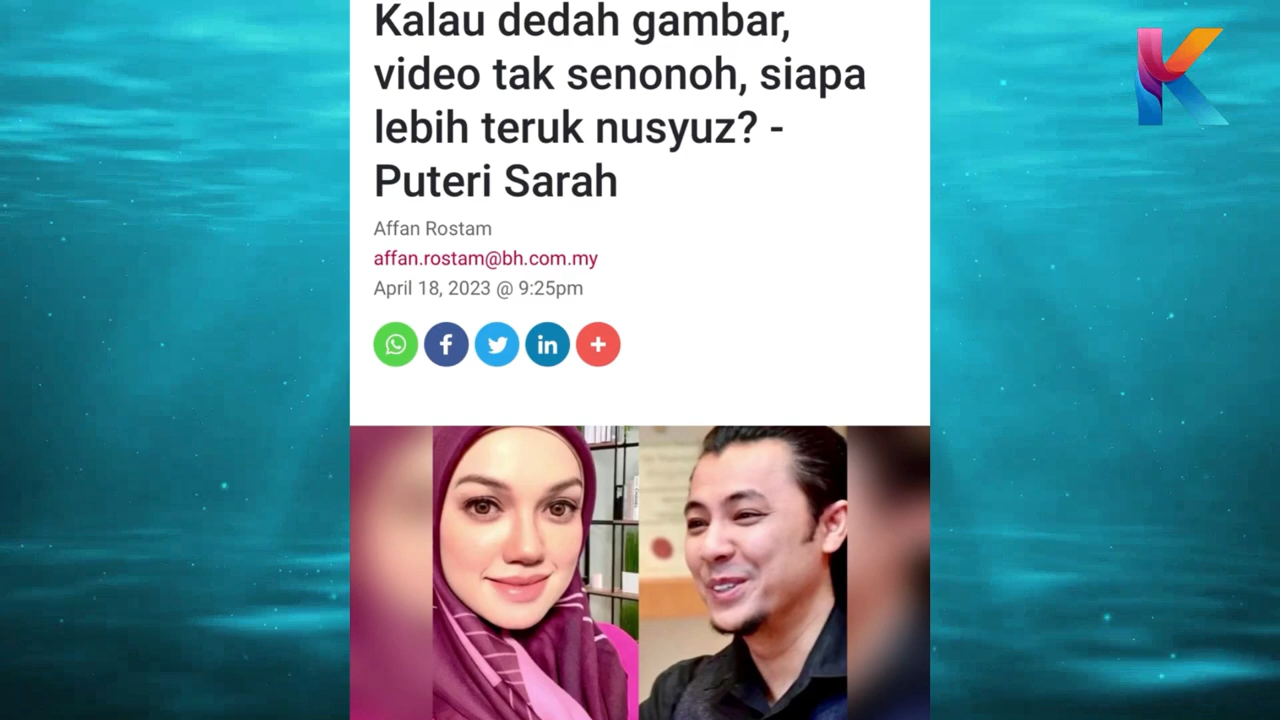 Kalau dedah gambar,
video tak senonoh, siapa
lebih teruk nusyuz? -
Puteri Sarah
Affan Rostam
affan.rostam@bh.com.my
April 18, 2023 @ 9:25pm